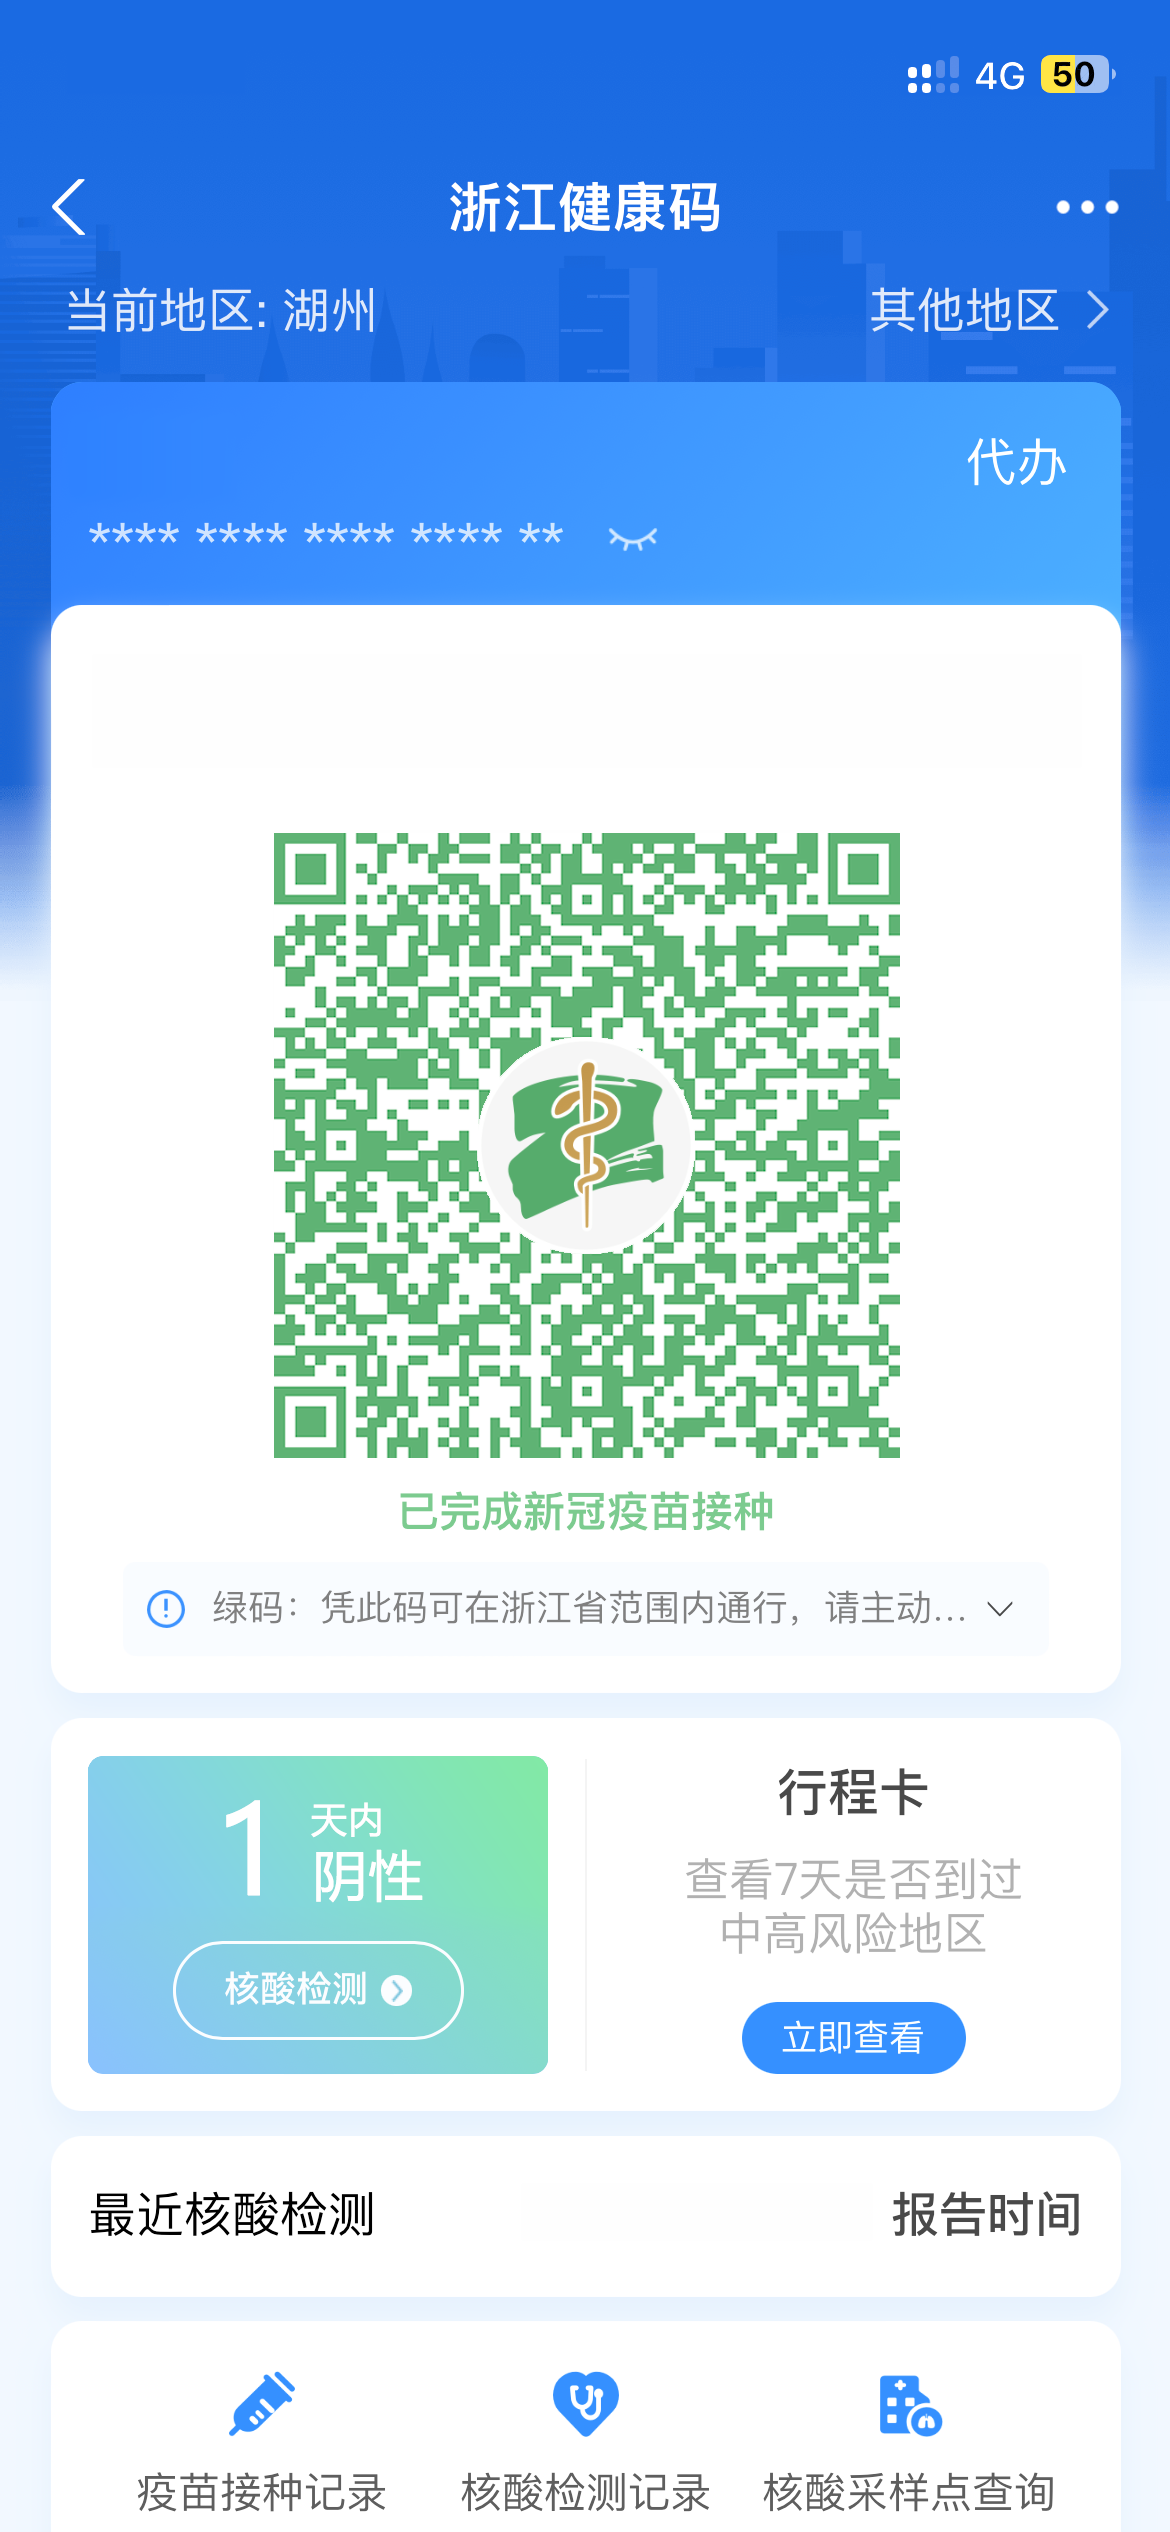 4G 50
浙江健康码
当前地区: 湖州
其他地区
代办
**** **** **** **** **
已完成新冠疫苗接种
绿码：凭此码可在浙江省范围内通行，请主动...
1 天内
阴性
核酸检测
行程卡
查看7天是否到过
中高风险地区
立即查看
最近核酸检测
报告时间
疫苗接种记录
核酸检测记录
核酸采样点查询